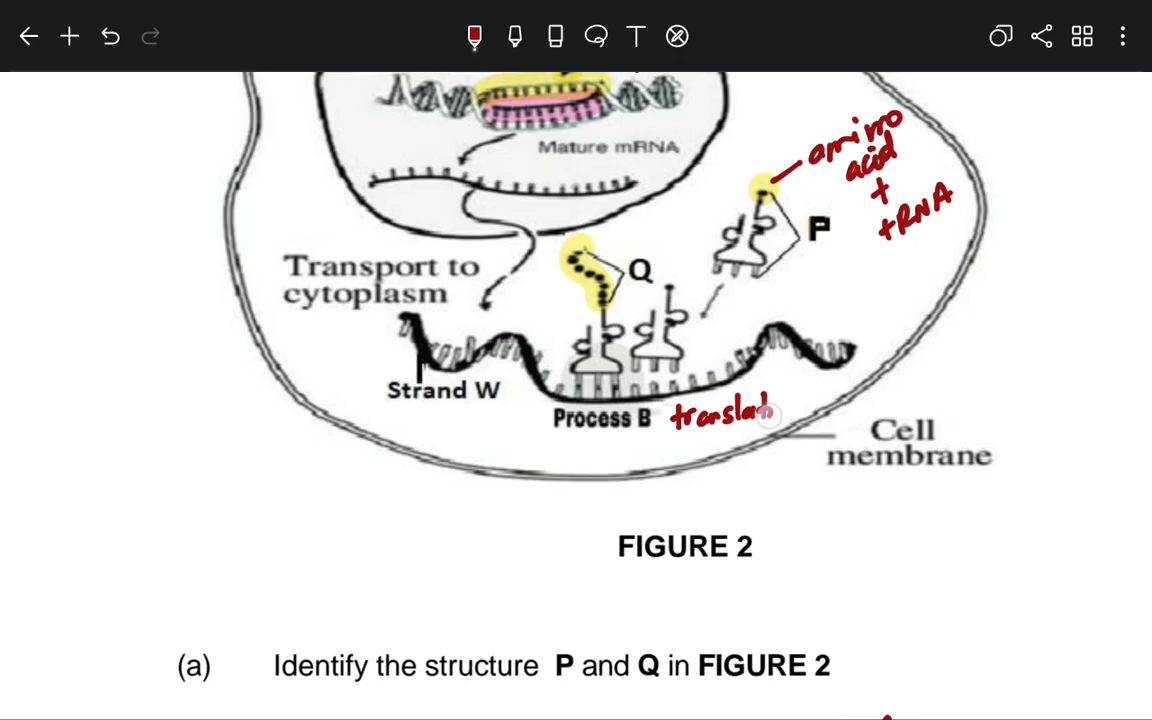 Mature mRNA
amino
acid
+
tRNA
P
Transport to
cytoplasm
Q
Strand W
Process B translat
Cell
membrane
FIGURE 2
(a) Identify the structure P and Q in FIGURE 2